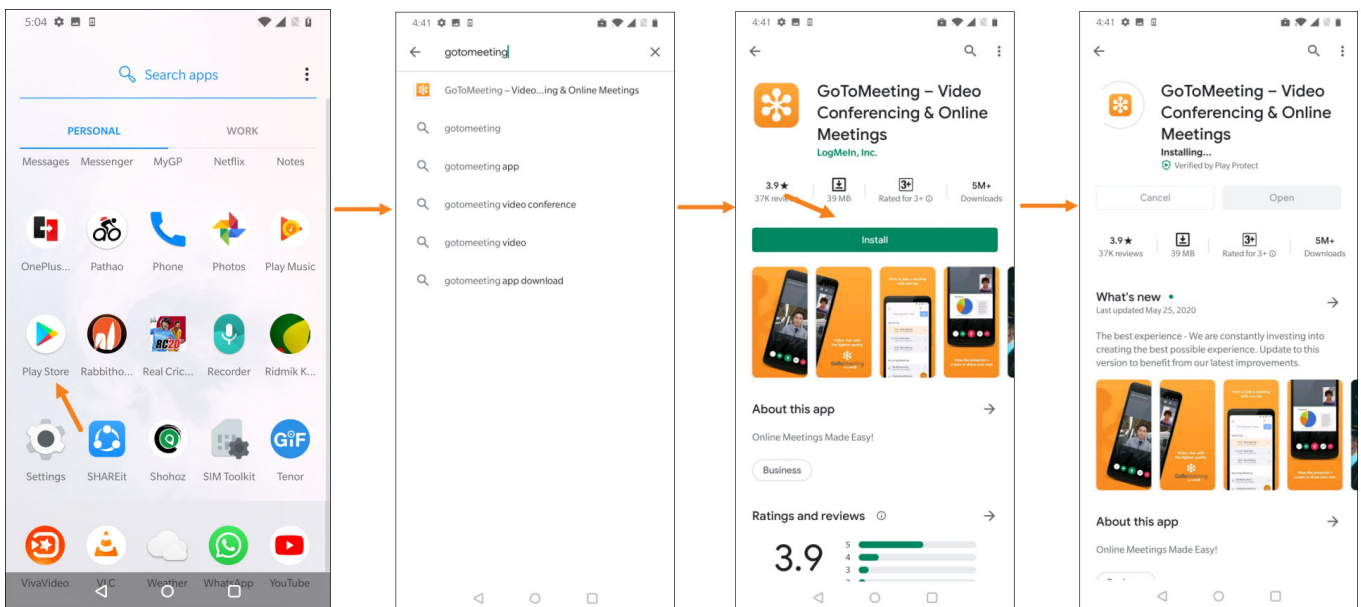 5:04
Search apps
PERSONAL WORK
Messages Messenger MyGP Netflix Notes
OnePlus... Pathao Phone Photos Play Music
Play Store Rabbitho... Real Cric... Recorder Ridmik K...
Settings SHAREit Shohoz SIM Toolkit Tenor
VivaVideo VLC Weather WhatsApp YouTube
4:41
gotomeeting
GoToMeeting – Video...ing & Online Meetings
gotomeeting
gotomeeting app
gotomeeting video conference
gotomeeting video
gotomeeting app download
4:41
GoToMeeting – Video
Conferencing & Online
Meetings
LogMeIn, Inc.
3.9★ 3+ 5M+
37K reviews 39 MB Rated for 3+ Downloads
Install
About this app
Online Meetings Made Easy!
Business
Ratings and reviews
3.9
5
4
3
4:41
GoToMeeting – Video
Conferencing & Online
Meetings
Installing...
Verified by Play Protect
Cancel Open
3.9★ 3+ 5M+
37K reviews 39 MB Rated for 3+ Downloads
What's new
Last updated May 25, 2020
The best experience - We are constantly investing into
creating the best possible experience. Update to this
version to benefit from our latest improvements.
About this app
Online Meetings Made Easy!